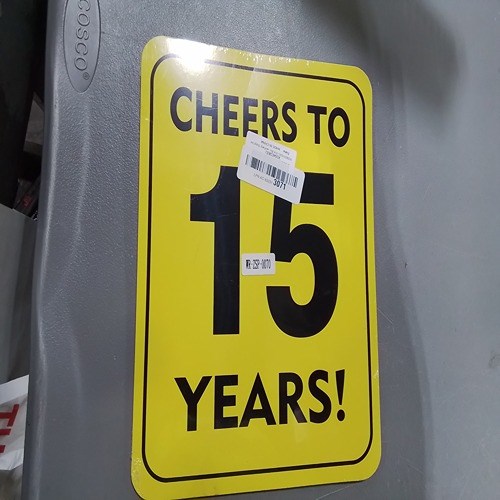 COSCO
CHEERS TO
3071
15
YEARS!